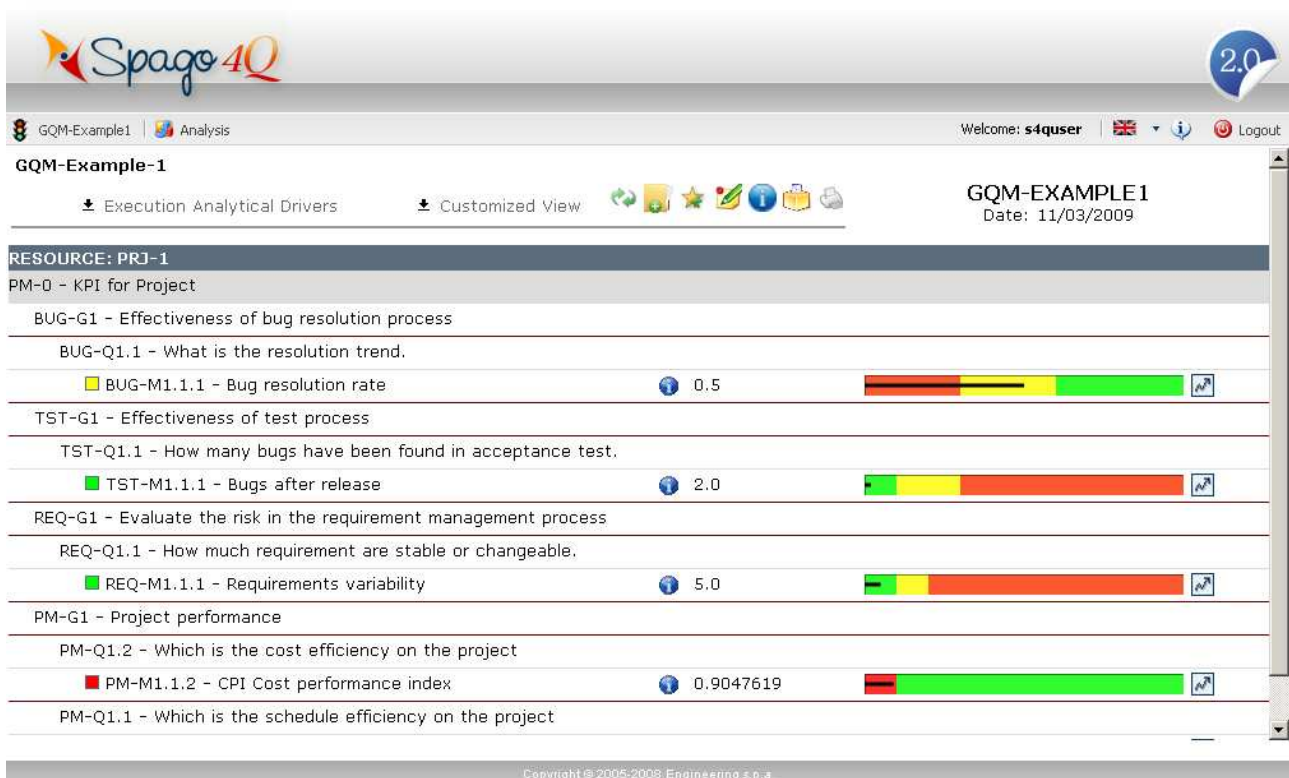 Spago4Q
2.0
GQM-Example1 Analysis Welcome: s4quser Logout
GQM-Example-1
Execution Analytical Drivers Customized View
GQM-EXAMPLE1
Date: 11/03/2009
RESOURCE: PRJ-1
PM-0 - KPI for Project
BUG-G1 - Effectiveness of bug resolution process
BUG-Q1.1 - What is the resolution trend.
BUG-M1.1.1 - Bug resolution rate 0.5
TST-G1 - Effectiveness of test process
TST-Q1.1 - How many bugs have been found in acceptance test.
TST-M1.1.1 - Bugs after release 2.0
REQ-G1 - Evaluate the risk in the requirement management process
REQ-Q1.1 - How much requirement are stable or changeable.
REQ-M1.1.1 - Requirements variability 5.0
PM-G1 - Project performance
PM-Q1.2 - Which is the cost efficiency on the project
PM-M1.1.2 - CPI Cost performance index 0.9047619
PM-Q1.1 - Which is the schedule efficiency on the project
Copyright © 2005-2008 Engineering s.p.a